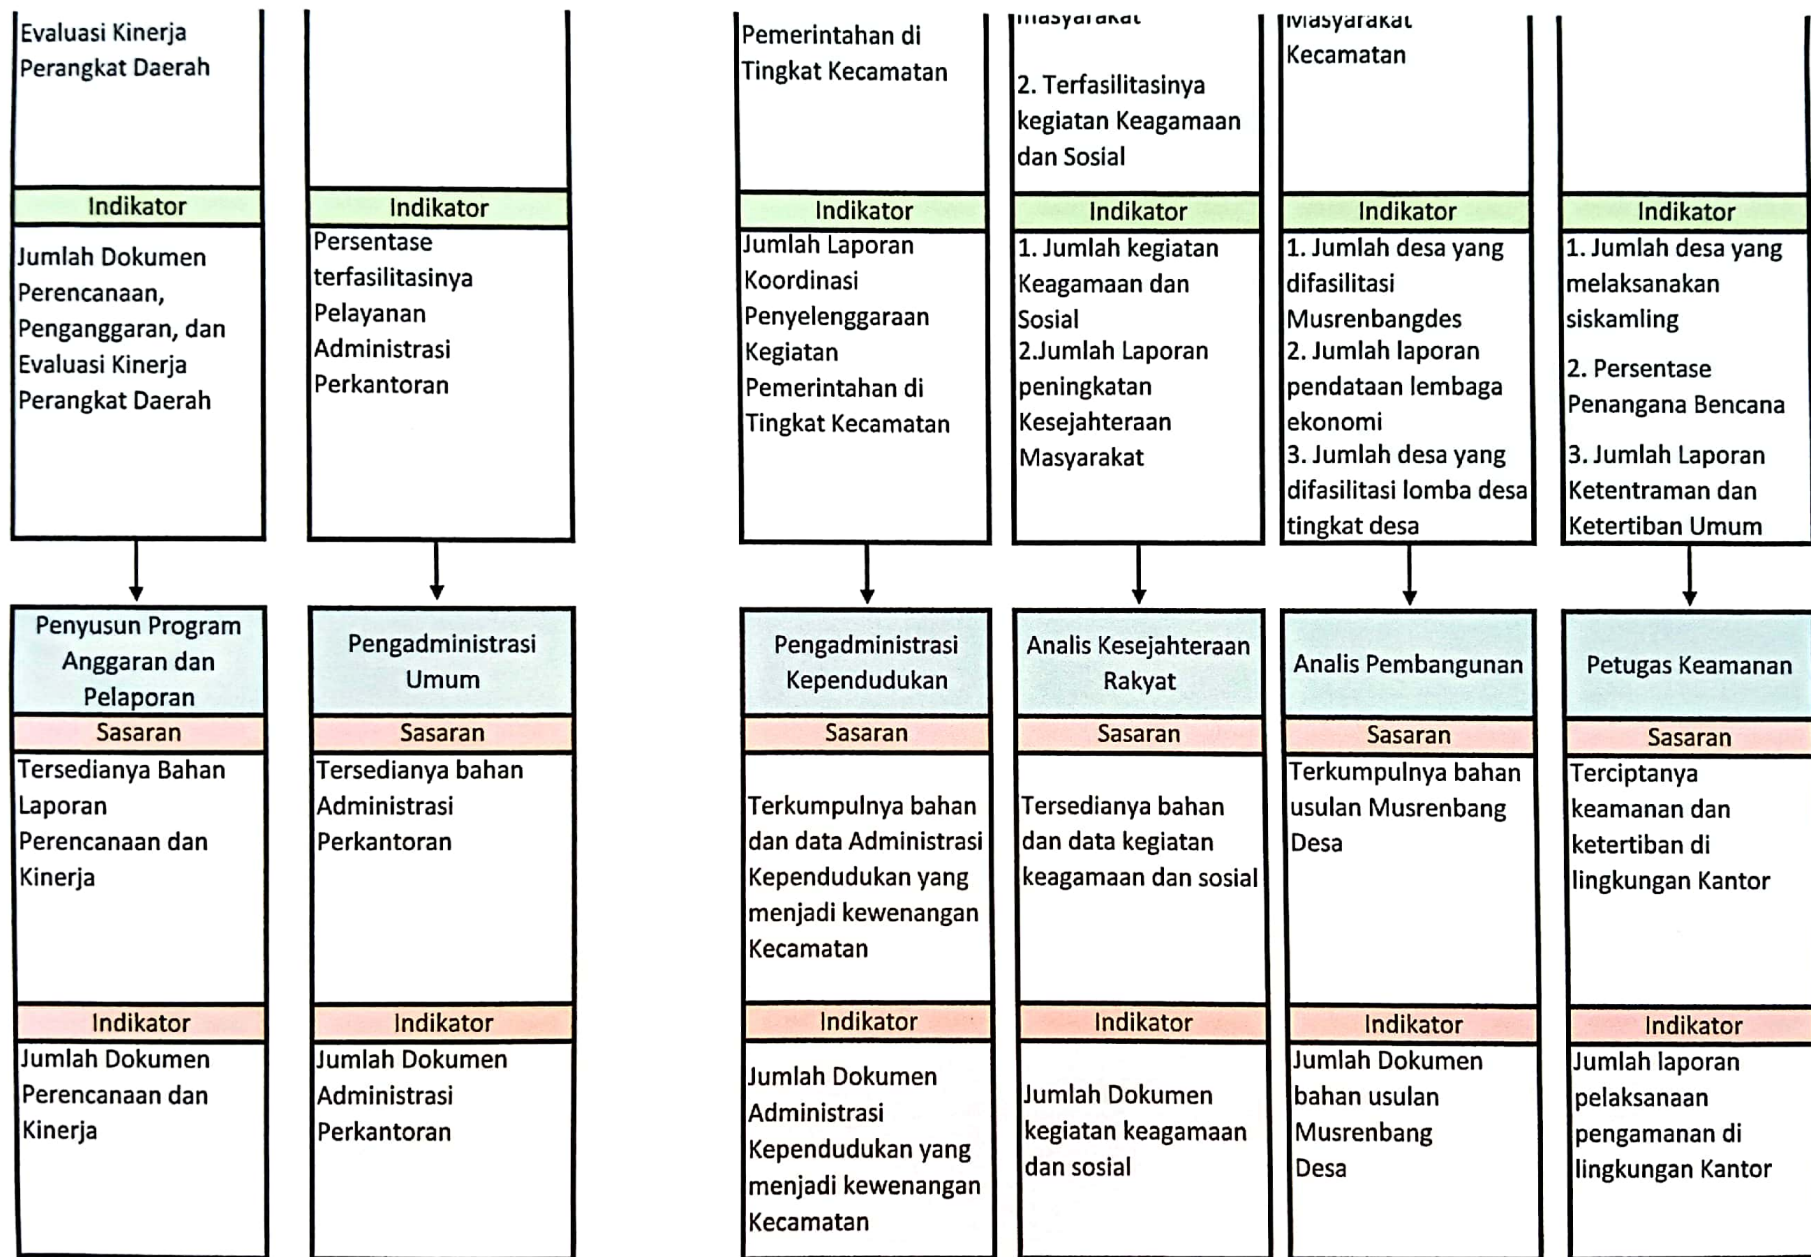 Evaluasi Kinerja
Perangkat Daerah
Indikator
Jumlah Dokumen
Perencanaan,
Penganggaran, dan
Evaluasi Kinerja
Perangkat Daerah
Indikator
Persentase
terfasilitasinya
Pelayanan
Administrasi
Perkantoran
Pemerintahan di
Tingkat Kecamatan
Indikator
Jumlah Laporan
Koordinasi
Penyelenggaraan
Kegiatan
Pemerintahan di
Tingkat Kecamatan
masyarakat
2. Terfasilitasinya
kegiatan Keagamaan
dan Sosial
Indikator
1. Jumlah kegiatan
Keagamaan dan
Sosial
2.Jumlah Laporan
peningkatan
Kesejahteraan
Masyarakat
Masyarakat
Kecamatan
Indikator
1. Jumlah desa yang
difasilitasi
Musrenbangdes
2. Jumlah laporan
pendataan lembaga
ekonomi
3. Jumlah desa yang
difasilitasi lomba desa
tingkat desa
Indikator
1. Jumlah desa yang
melaksanakan
siskamling
2. Persentase
Penangana Bencana
3. Jumlah Laporan
Ketentraman dan
Ketertiban Umum
Penyusun Program
Anggaran dan
Pelaporan
Sasaran
Tersedianya Bahan
Laporan
Perencanaan dan
Kinerja
Indikator
Jumlah Dokumen
Perencanaan dan
Kinerja
Pengadministrasi
Umum
Sasaran
Tersedianya bahan
Administrasi
Perkantoran
Indikator
Jumlah Dokumen
Administrasi
Perkantoran
Pengadministrasi
Kependudukan
Sasaran
Terkumpulnya bahan
dan data Administrasi
Kependudukan yang
menjadi kewenangan
Kecamatan
Indikator
Jumlah Dokumen
Administrasi
Kependudukan yang
menjadi kewenangan
Kecamatan
Analis Kesejahteraan
Rakyat
Sasaran
Tersedianya bahan
dan data kegiatan
keagamaan dan sosial
Indikator
Jumlah Dokumen
kegiatan keagamaan
dan sosial
Analis Pembangunan
Sasaran
Terkumpulnya bahan
usulan Musrenbang
Desa
Indikator
Jumlah Dokumen
bahan usulan
Musrenbang
Desa
Petugas Keamanan
Sasaran
Terciptanya
keamanan dan
ketertiban di
lingkungan Kantor
Indikator
Jumlah laporan
pelaksanaan
pengamanan di
lingkungan Kantor